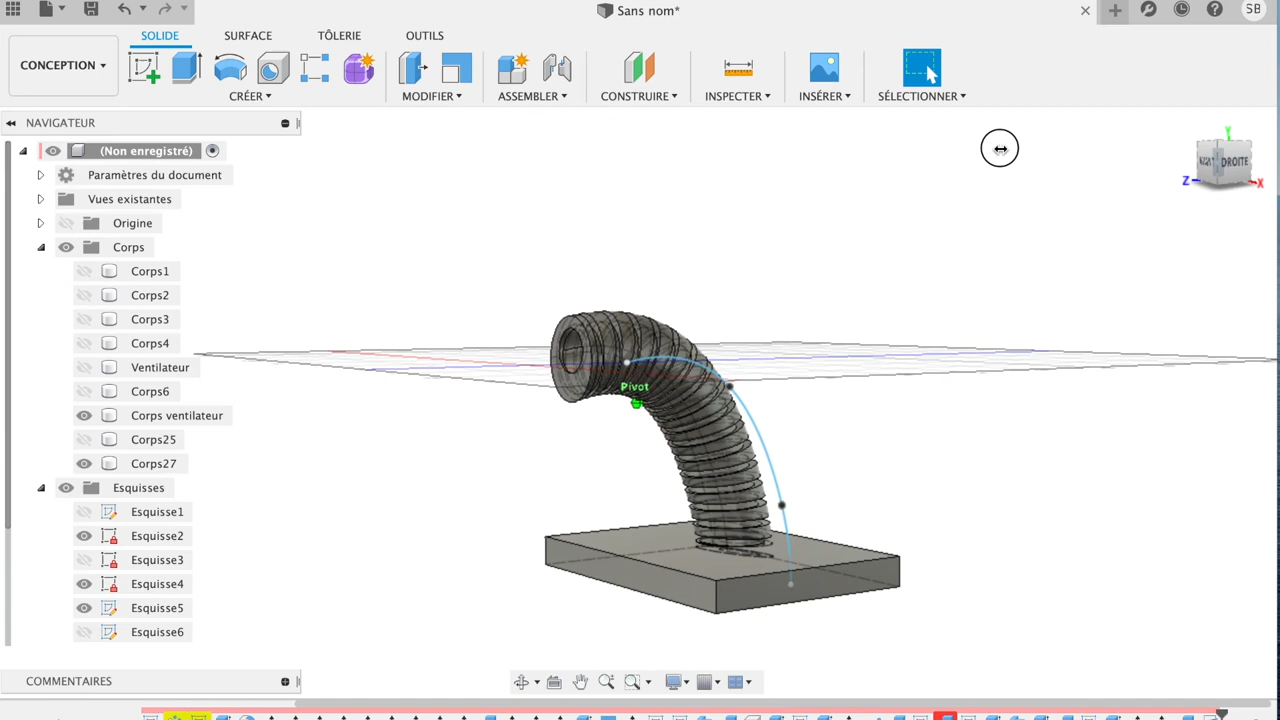 Sans nom*
SB
SOLIDE SURFACE TÔLERIE OUTILS
CONCEPTION
CRÉER MODIFIER ASSEMBLER CONSTRUIRE INSPECTER INSÉRER SÉLECTIONNER
NAVIGATEUR
(Non enregistré)
Paramètres du document
Vues existantes
Origine
Corps
Corps1
Corps2
Corps3
Corps4
Ventilateur
Corps6
Corps ventilateur
Corps25
Corps27
Esquisses
Esquisse1
Esquisse2
Esquisse3
Esquisse4
Esquisse5
Esquisse6
Pivot
Y
DROITE
Z
X
COMMENTAIRES